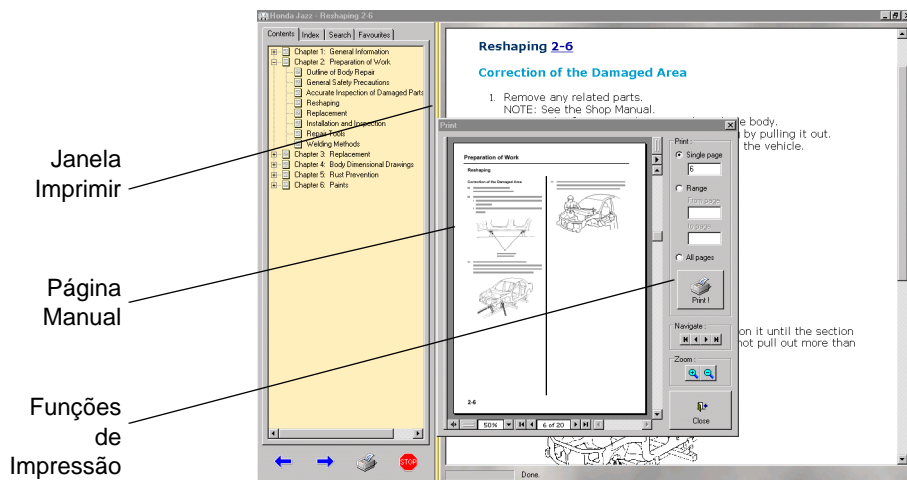 Honda Jazz - Reshaping 2-6
Contents
Index
Search
Favourites
Chapter 1: General Information
Chapter 2: Preparation of Work
Outline of Body Repair
General Safety Precautions
Accurate Inspection of Damaged Parts
Reshaping
Replacement
Installation and Inspection
Repair Tools
Welding Methods
Chapter 3: Replacement
Chapter 4: Body Dimensional Drawings
Chapter 5: Rust Prevention
Chapter 6: Paints
STOP
Janela
Imprimir
Página
Manual
Funções
de
Impressão
Reshaping 2-6
Correction of the Damaged Area
1. Remove any related parts.
NOTE: See the Shop Manual.
le body.
by pulling it out.
the vehicle.
on it until the section
not pull out more than
Done.
Print
Preparation of Work
Reshaping
Correction of the Damaged Area
2-6
50%
6 of 20
Print :
Single page
6
Range
From page
to page
All pages
Print !
Navigate :
Zoom :
Close